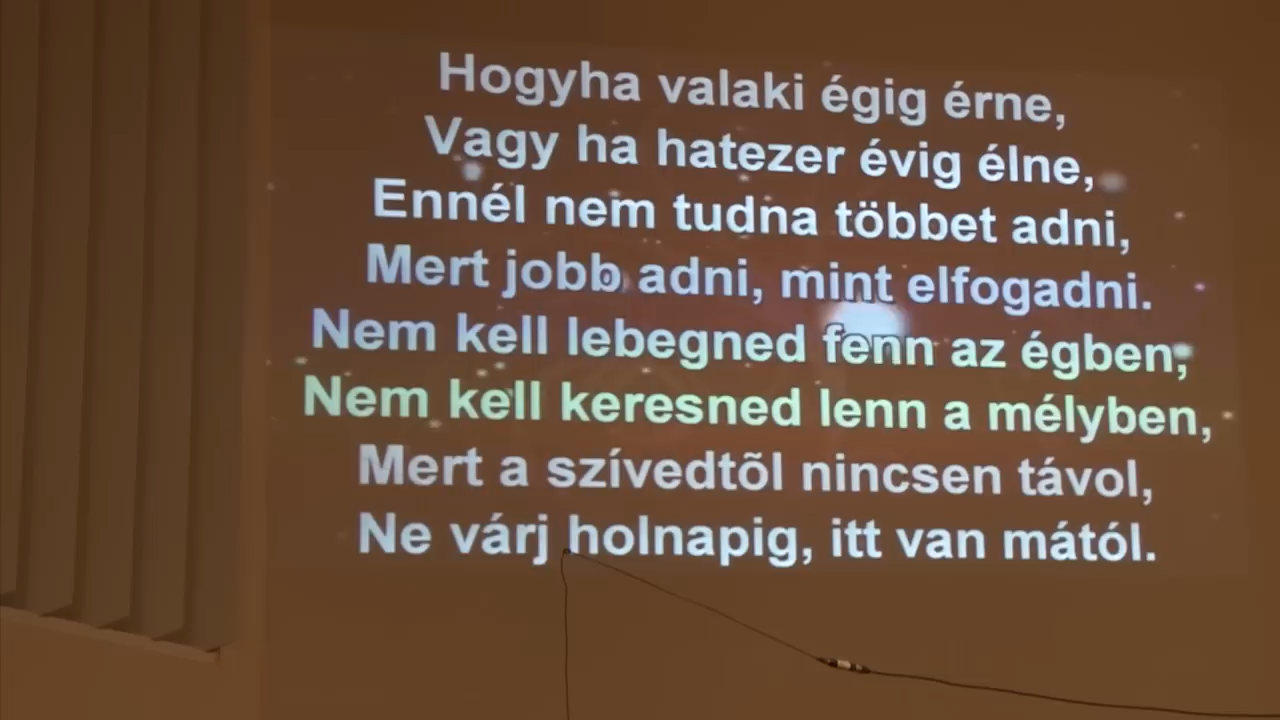 Hogyha valaki égig érne,
Vagy ha hatezer évig élne,
Ennél nem tudna többet adni,
Mert jobb adni, mint elfogadni.
Nem kell lebegned fenn az égben,
Nem kell keresned lenn a mélyben,
Mert a szívedtõl nincsen távol,
Ne várj holnapig, itt van mától.